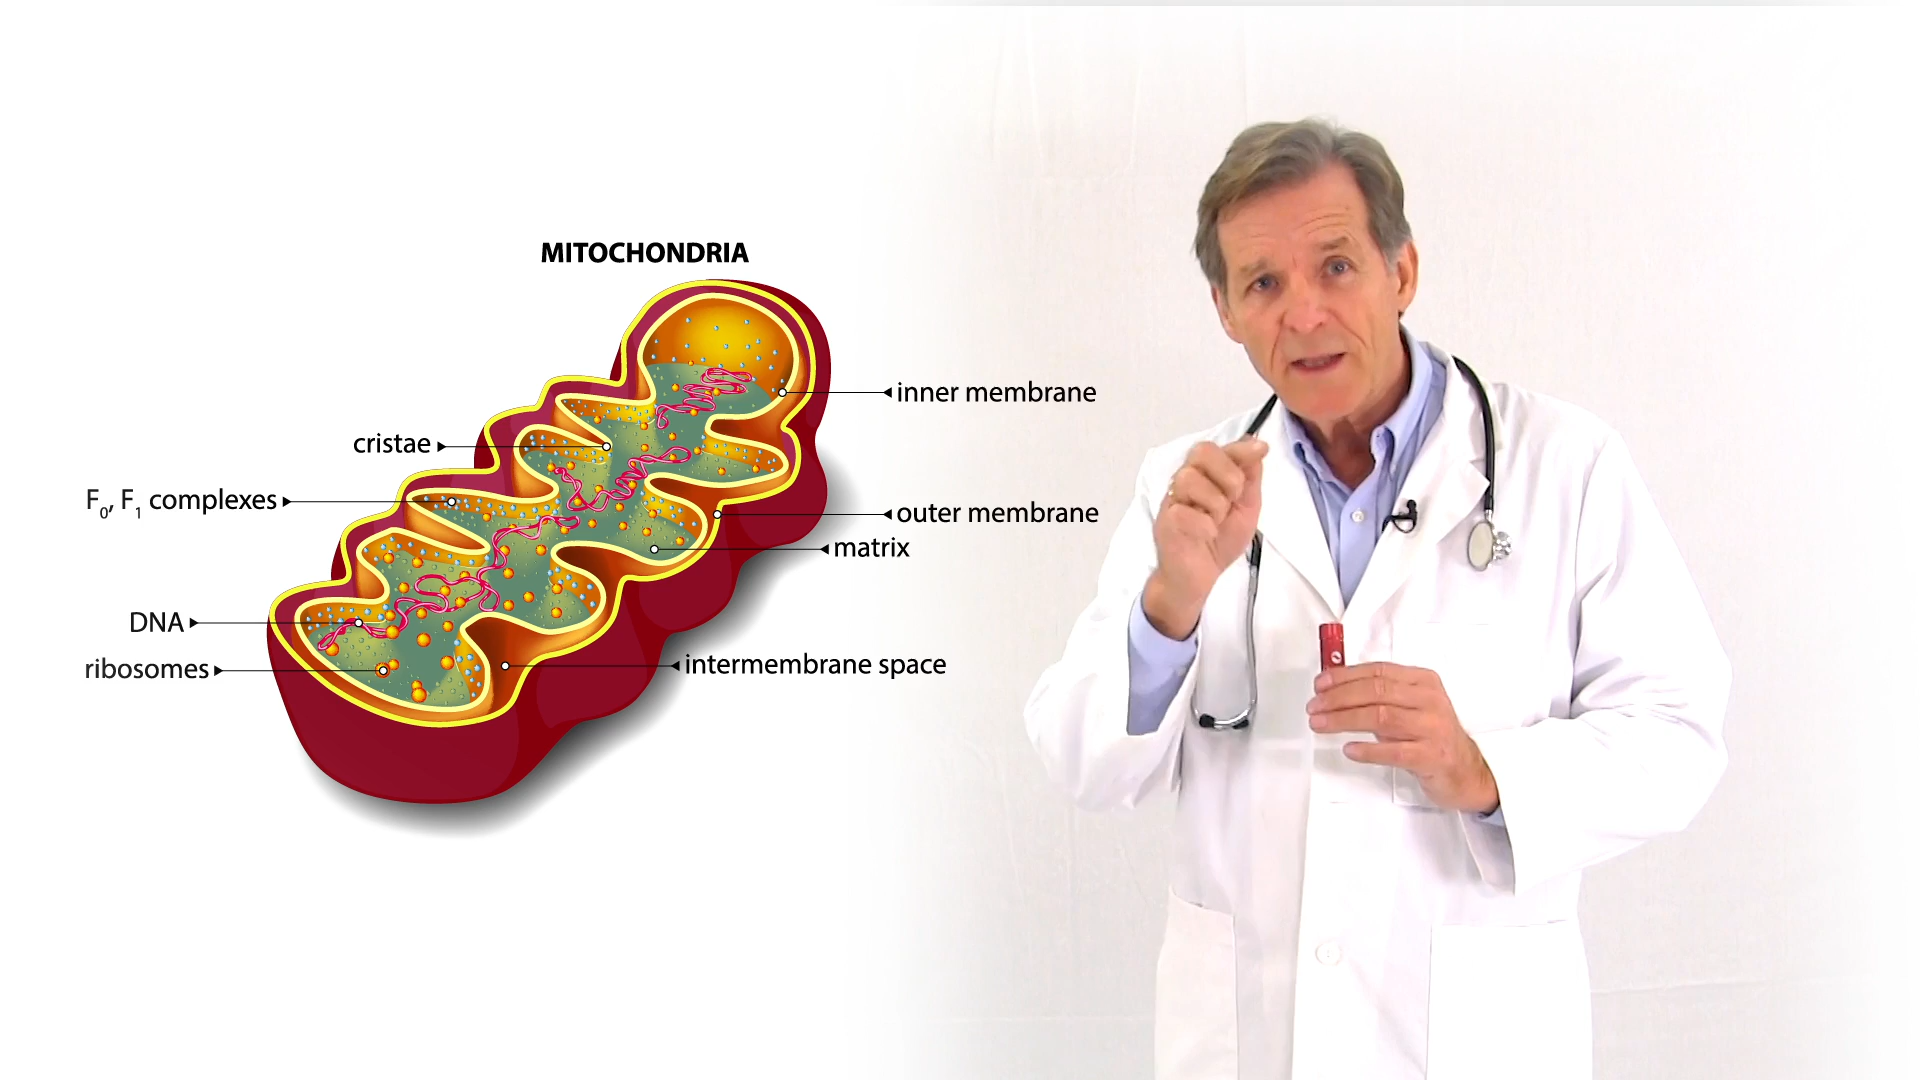 MITOCHONDRIA
inner membrane
cristae
F₀, F₁ complexes
outer membrane
matrix
DNA
intermembrane space
ribosomes